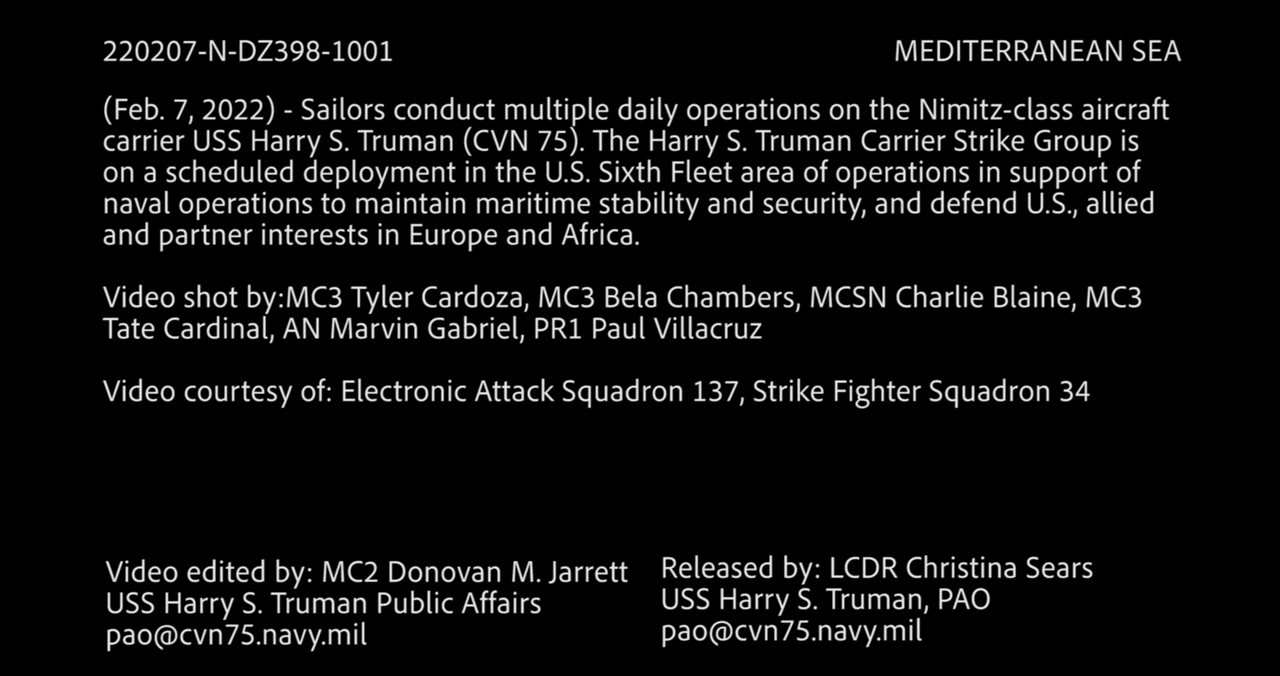 220207-N-DZ398-1001
MEDITERRANEAN SEA
(Feb. 7, 2022) - Sailors conduct multiple daily operations on the Nimitz-class aircraft
carrier USS Harry S. Truman (CVN 75). The Harry S. Truman Carrier Strike Group is
on a scheduled deployment in the U.S. Sixth Fleet area of operations in support of
naval operations to maintain maritime stability and security, and defend U.S., allied
and partner interests in Europe and Africa.
Video shot by:MC3 Tyler Cardoza, MC3 Bela Chambers, MCSN Charlie Blaine, MC3
Tate Cardinal, AN Marvin Gabriel, PR1 Paul Villacruz
Video courtesy of: Electronic Attack Squadron 137, Strike Fighter Squadron 34
Video edited by: MC2 Donovan M. Jarrett
USS Harry S. Truman Public Affairs
pao@cvn75.navy.mil
Released by: LCDR Christina Sears
USS Harry S. Truman, PAO
pao@cvn75.navy.mil